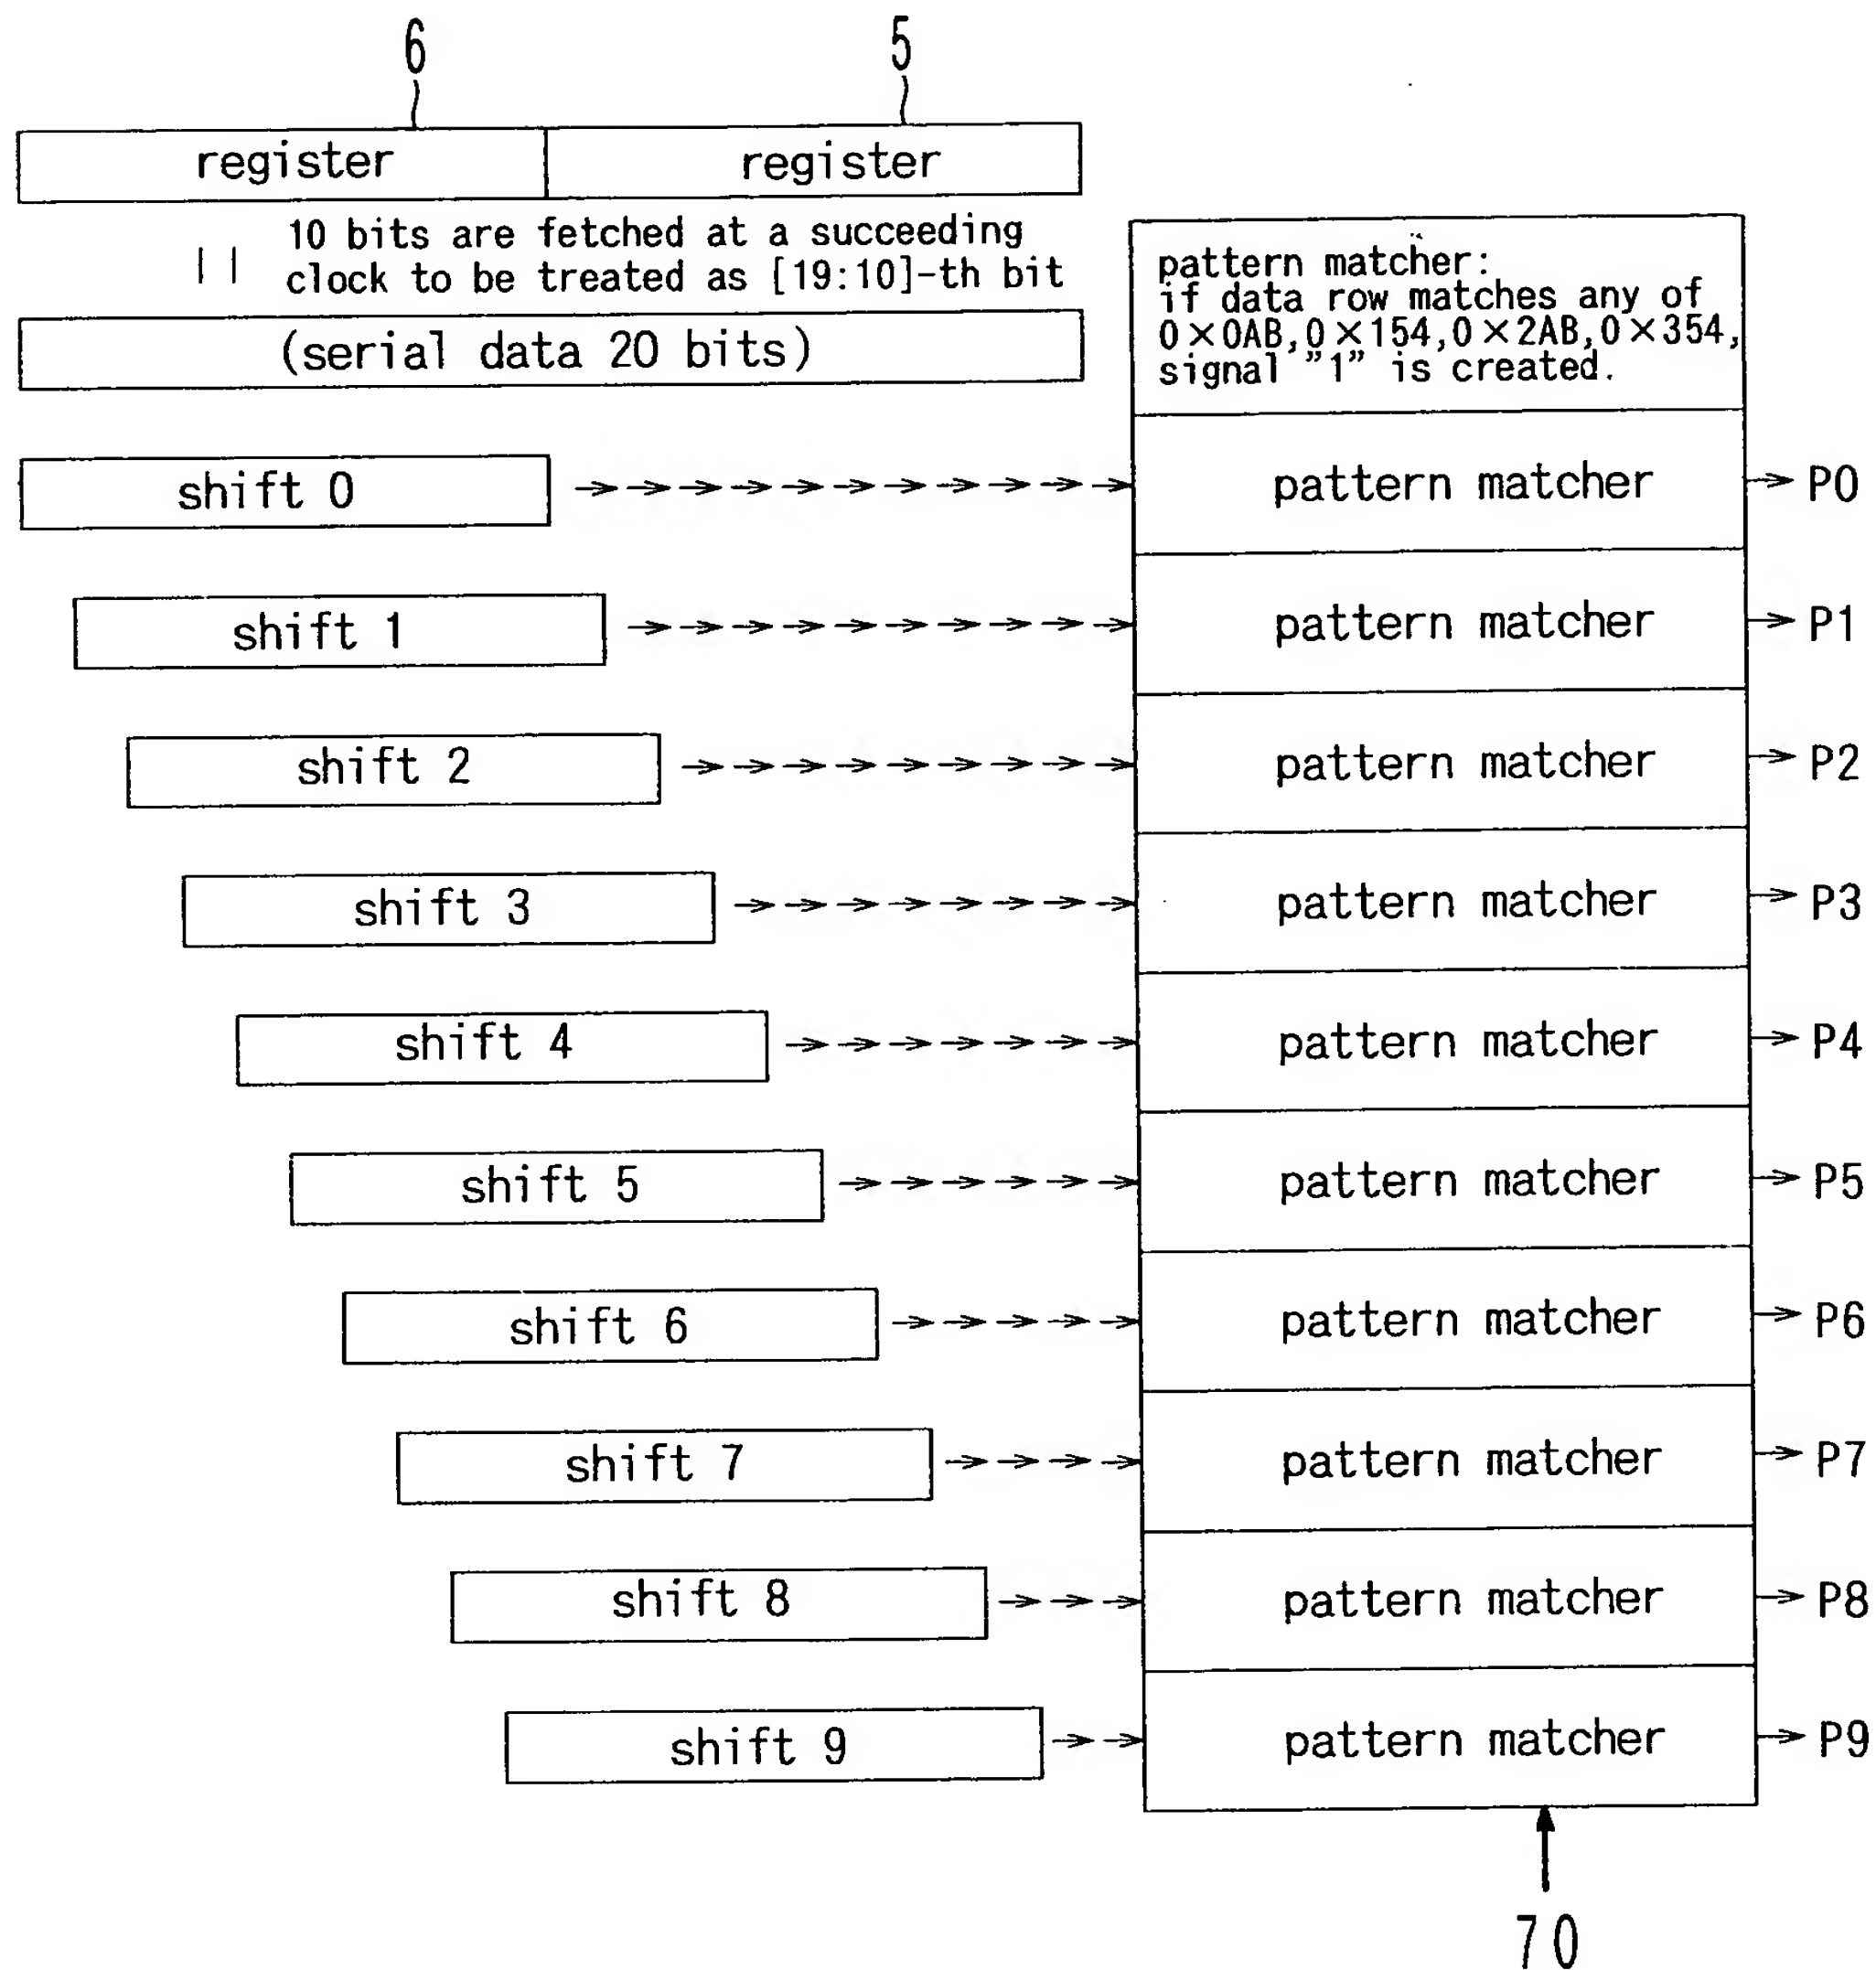 6 5
register register
10 bits are fetched at a succeeding
clock to be treated as [19:10]-th bit
(serial data 20 bits)
pattern matcher:
if data row matches any of
0×0AB,0×154,0×2AB,0×354,
signal "1" is created.
shift 0 pattern matcher P0
shift 1 pattern matcher P1
shift 2 pattern matcher P2
shift 3 pattern matcher P3
shift 4 pattern matcher P4
shift 5 pattern matcher P5
shift 6 pattern matcher P6
shift 7 pattern matcher P7
shift 8 pattern matcher P8
shift 9 pattern matcher P9
70